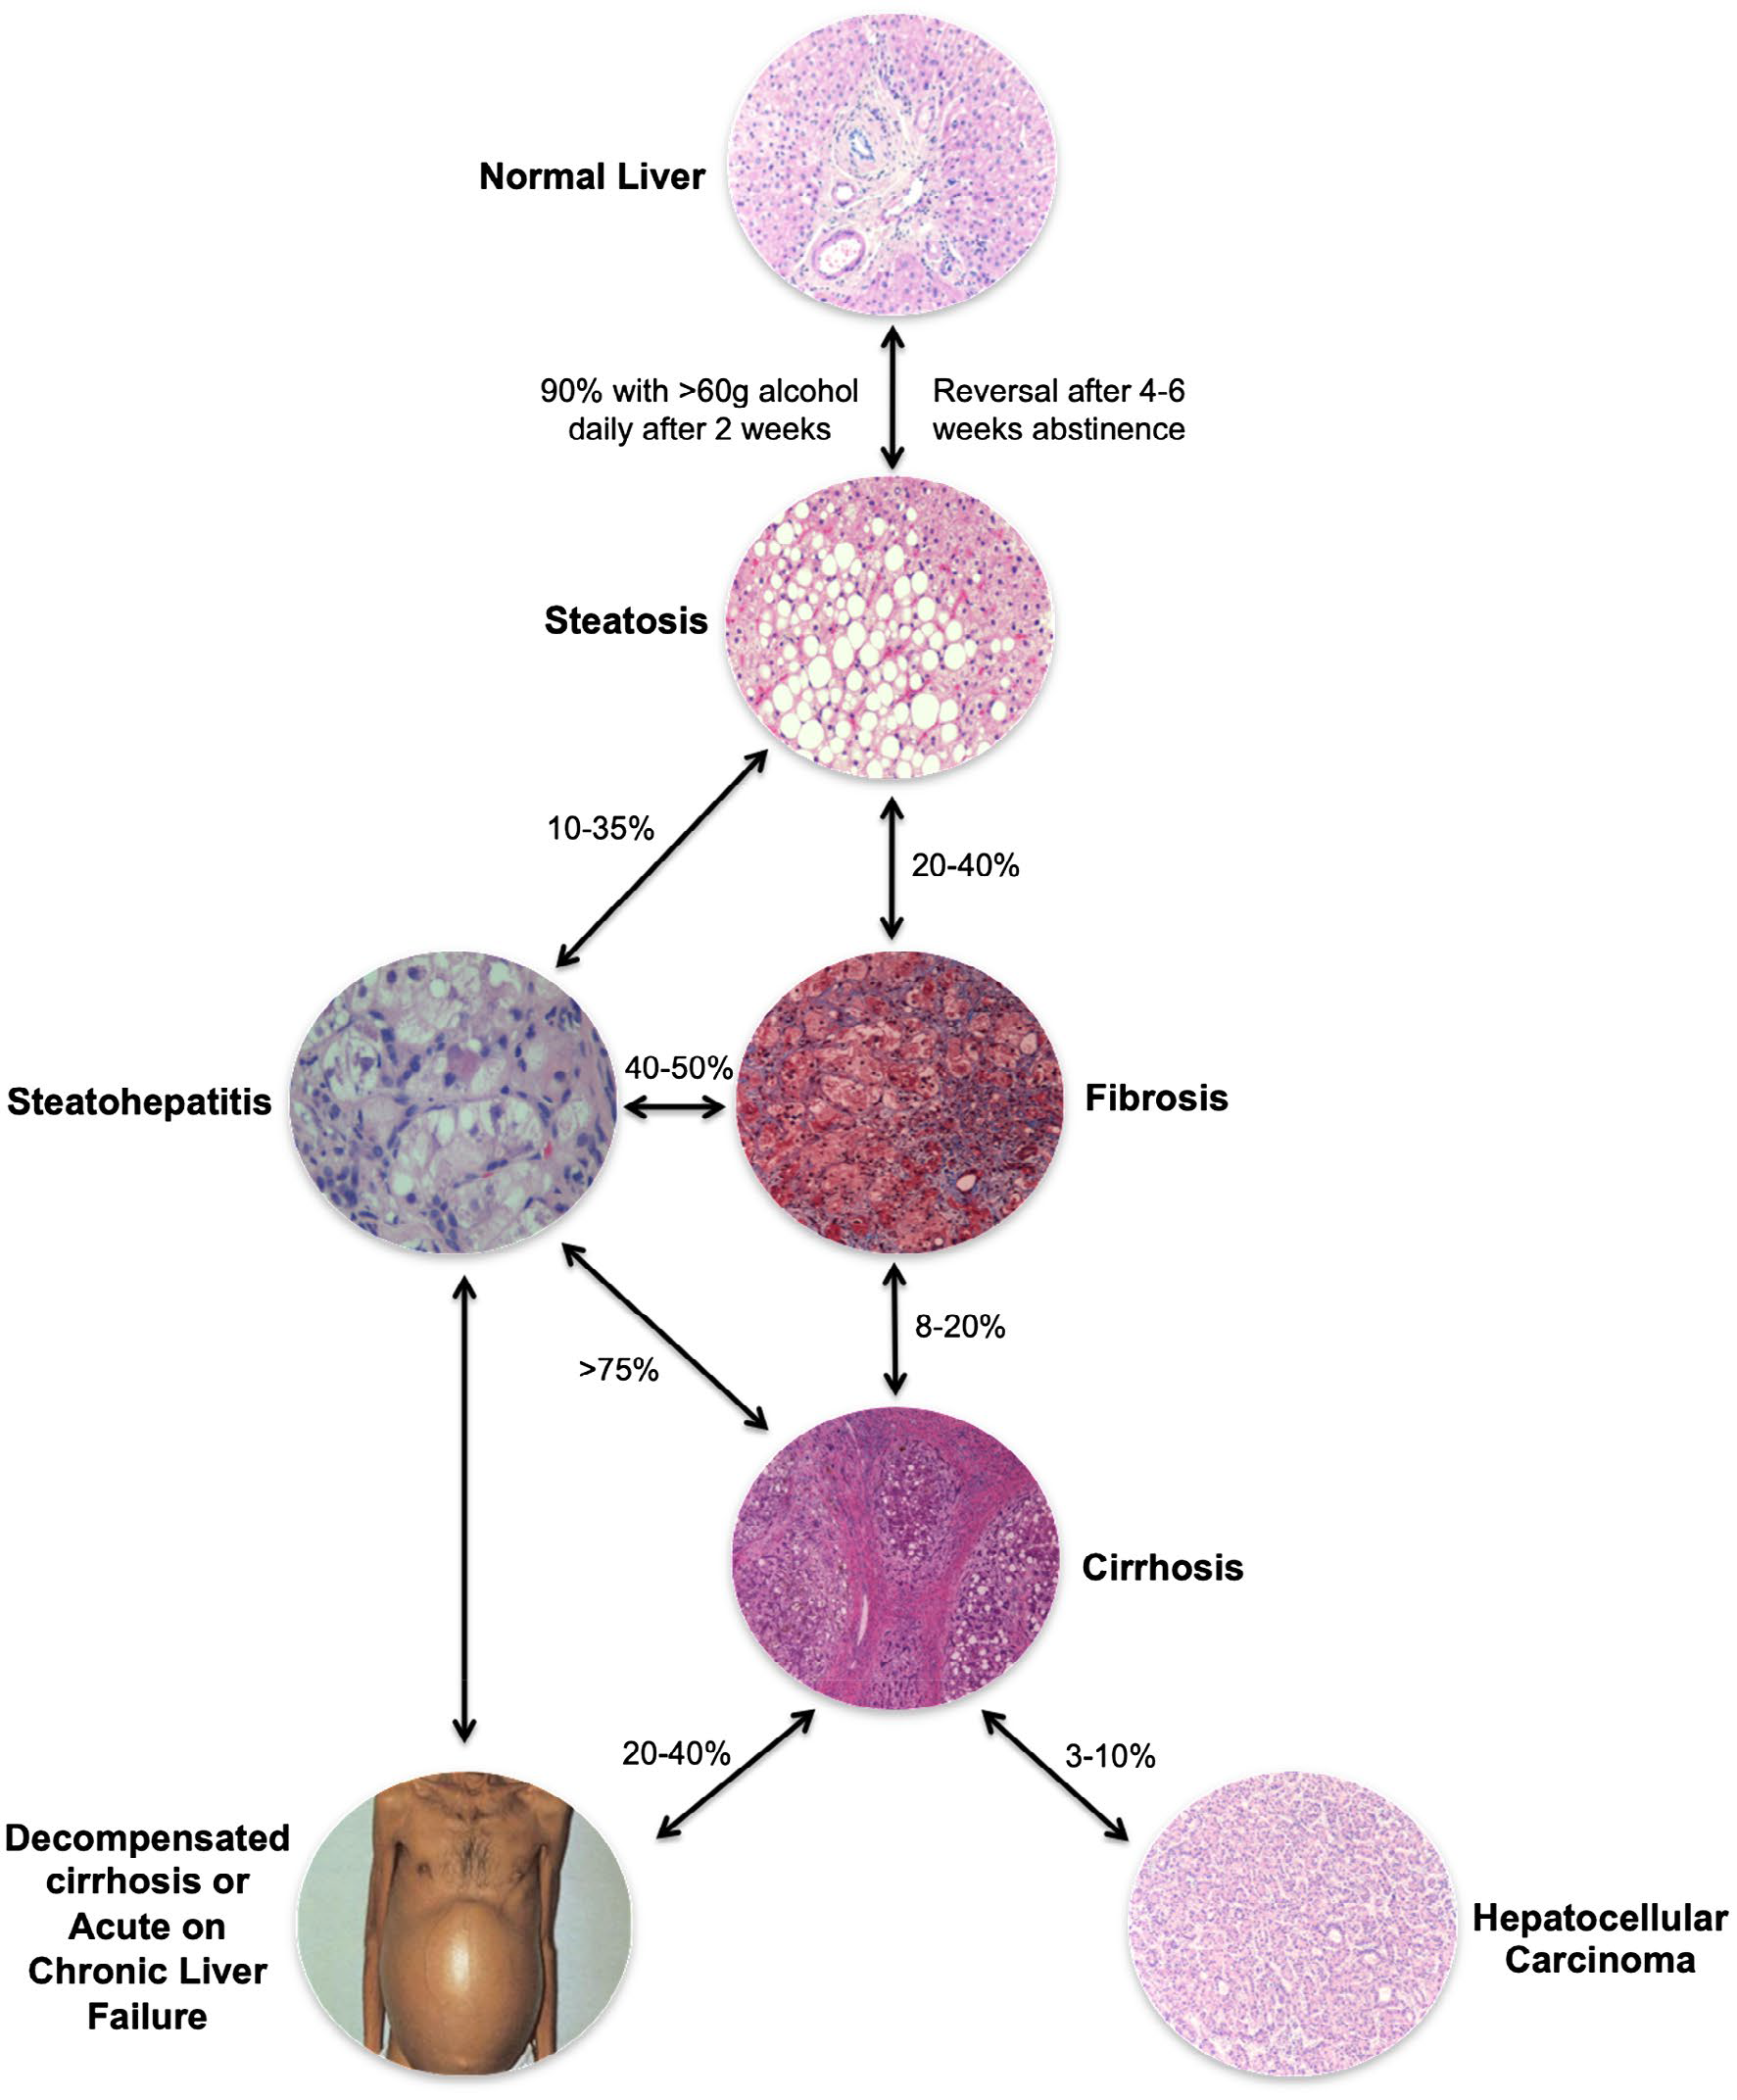 Normal Liver
90% with >60g alcohol
daily after 2 weeks
Reversal after 4-6
weeks abstinence
Steatosis
10-35%
20-40%
Steatohepatitis
40-50%
Fibrosis
>75%
8-20%
Cirrhosis
20-40%
3-10%
Decompensated
cirrhosis or
Acute on
Chronic Liver
Failure
Hepatocellular
Carcinoma